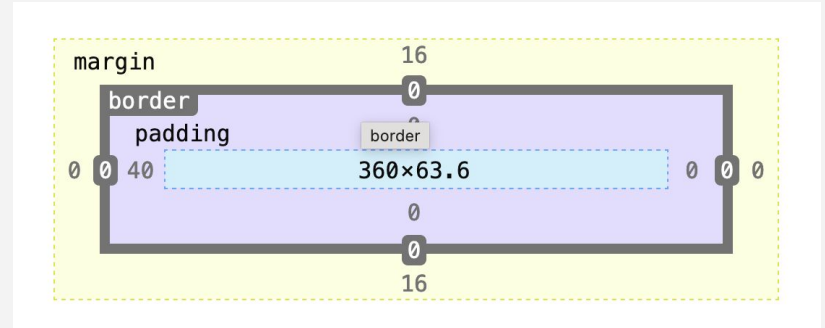 margin 16
border 0
padding
border
0 0 40 360×63.6 0 0 0
0
0
16